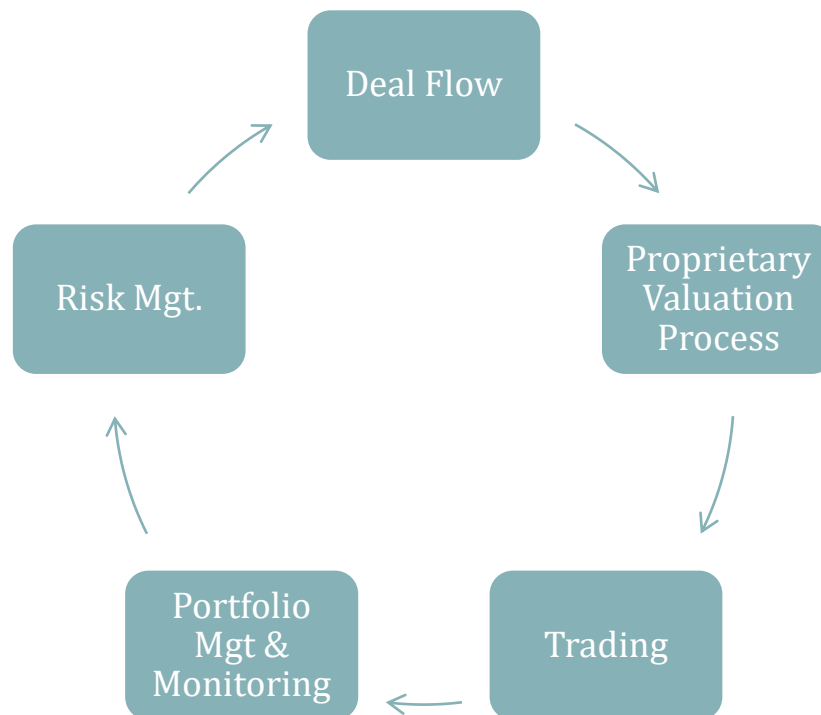 Deal Flow
Proprietary
Valuation
Process
Trading
Portfolio
Mgt &
Monitoring
Risk Mgt.